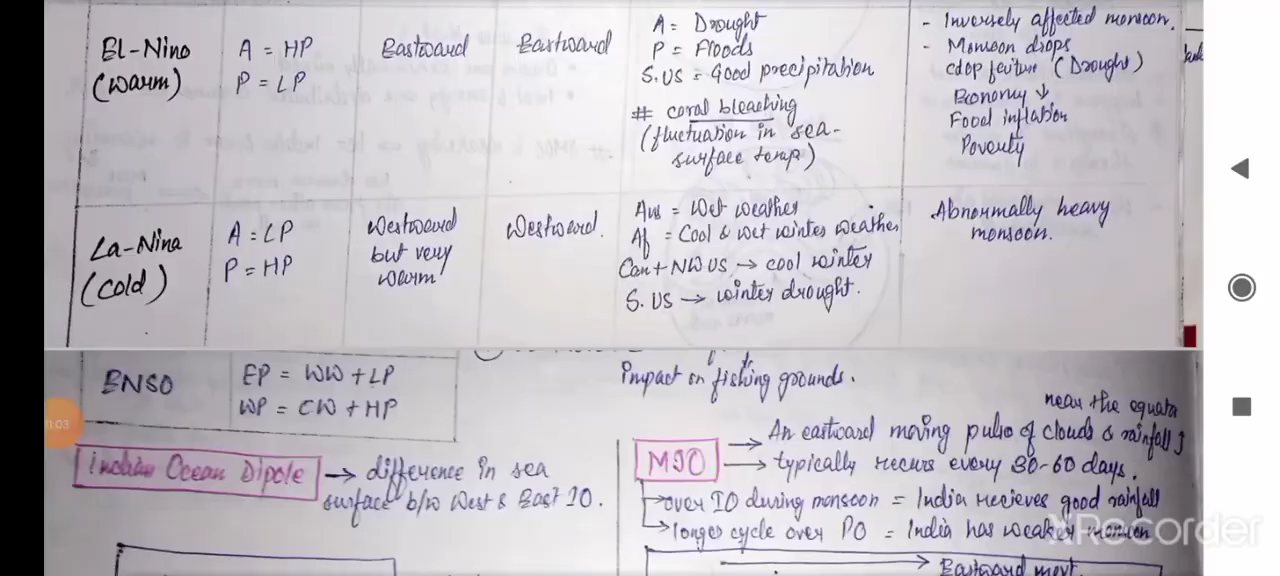 El-Nino
(warm)
A = HP
P = LP
Eastward
Eastward
A = Drought
P = Floods
S.US = Good precipitation
# coral bleaching
(fluctuation in sea-
surface temp)
- Inversely affected monsoon.
- Monsoon drops
(Drought)
Economy ↓
Food inflation
Poverty
La-Nina
(cold)
A = LP
P = HP
Westward
but very
warm
Westward.
Aus = Wet weather
Af = Cool & wet winter weather
Can + NW US → cool winter
S. US → winter drought.
Abnormally heavy
monsoon.
ENSO
EP = WW + LP
WP = CW + HP
impact on fishing grounds.
Indian Ocean Dipole → difference in sea
surface b/w West & East IO.
near the
MJO → An eastward moving pulse of clouds & rainfall
→ typically recurs every 30-60 days.
→ over IO during monsoon = India recieves good rainfall
→ longer cycle over PO = India has weaker
Eastward movt.
:03
XRecorder